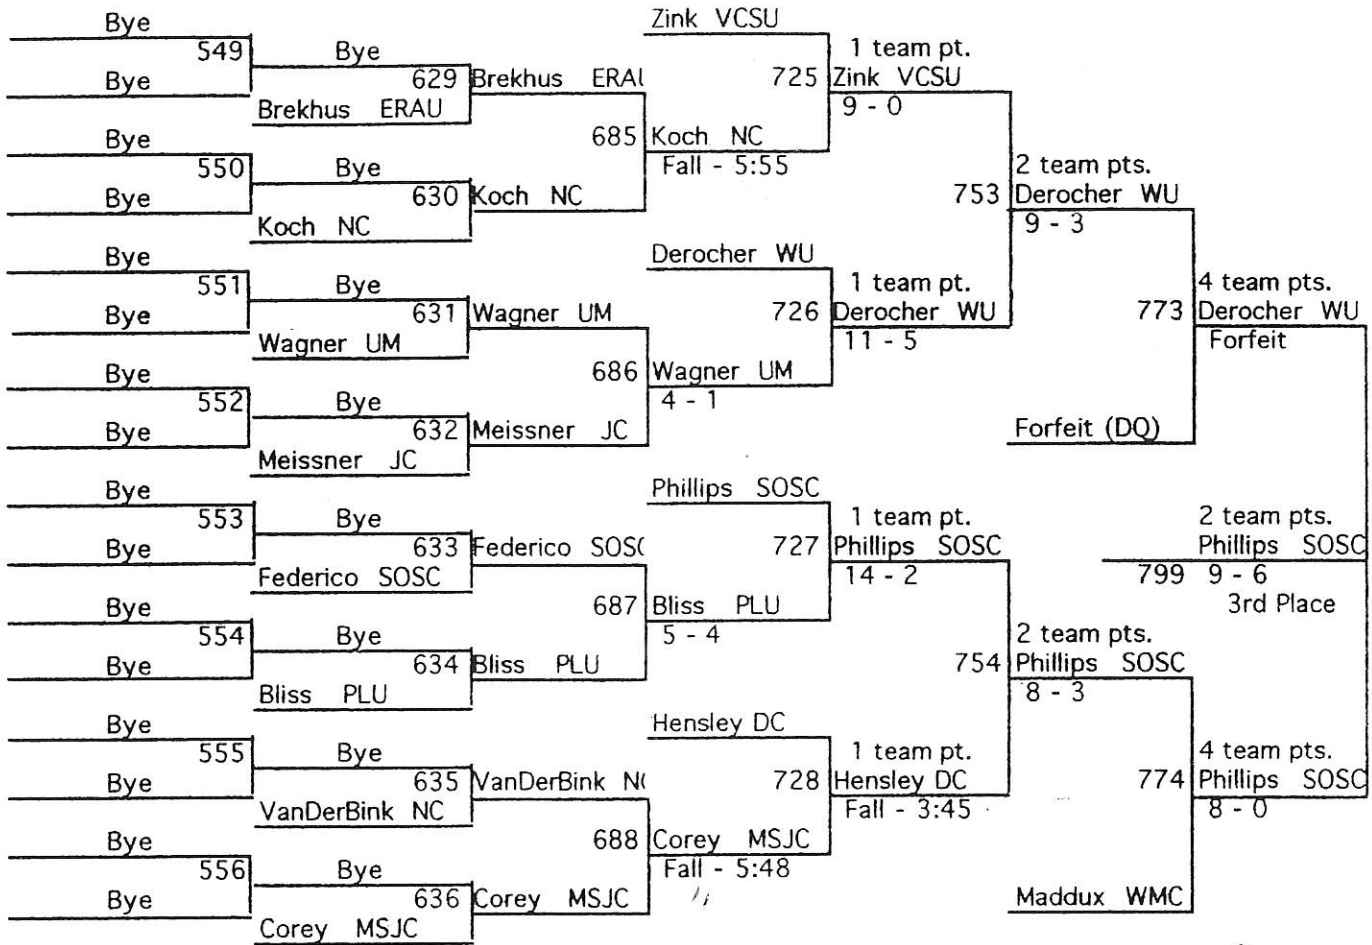 Bye
Zink VCSU
549
Bye
1 team pt.
Bye
629
Brekhus ERAU
725
Zink VCSU
Brekhus ERAU
9 - 0
Bye
685
Koch NC
550
Bye
Fall - 5:55
2 team pts.
Bye
630
Koch NC
753
Derocher WU
Koch NC
9 - 3
Bye
Derocher WU
551
Bye
1 team pt.
4 team pts.
Bye
631
Wagner UM
726
Derocher WU
773
Derocher WU
Wagner UM
11 - 5
Forfeit
Bye
686
Wagner UM
552
Bye
4 - 1
Bye
632
Meissner JC
Forfeit (DQ)
Meissner JC
Bye
Phillips SOSC
553
Bye
1 team pt.
2 team pts.
Bye
633
Federico SOSC
727
Phillips SOSC
Phillips SOSC
Federico SOSC
14 - 2
799
9 - 6
Bye
687
Bliss PLU
3rd Place
554
Bye
5 - 4
2 team pts.
Bye
634
Bliss PLU
754
Phillips SOSC
Bliss PLU
8 - 3
Bye
Hensley DC
555
Bye
1 team pt.
4 team pts.
Bye
635
VanDerBink NC
728
Hensley DC
774
Phillips SOSC
VanDerBink NC
Fall - 3:45
8 - 0
Bye
688
Corey MSJC
556
Bye
Fall - 5:48
Bye
636
Corey MSJC
Maddux WMC
Corey MSJC